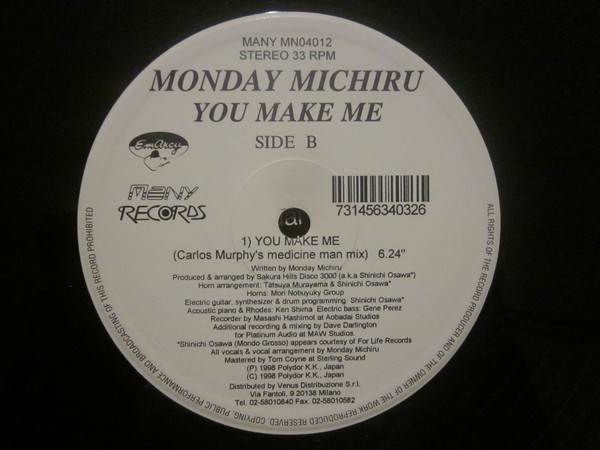 MANY MN04012
STEREO 33 RPM
MONDAY MICHIRU
YOU MAKE ME
SIDE B
EmArcy
MANY
RECORDS
731456340326
1) YOU MAKE ME
(Carlos Murphy's medicine man mix) 6.24"
Written by Monday Michiru
Produced & arranged by Sakura Hills Disco 3000 (a.k.a Shinichi Osawa*)
Horn arrangement: Tatsuya Murayama & Shinichi Osawa*
Horns: Mori Nobuyuky Group
Electric guitar, synthesizer & drum programming: Shinichi Osawa*
Acoustic piano & Rhodes: Ken Shima Electric bass: Gene Perez
Recorder by Masashi Hashimot at Aobadai Studios
Additional recording & mixing by Dave Darlington
for Platinum Audio at MAW Studios
*Shinichi Osawa (Mondo Grosso) appears courtesy of For Life Records
All vocals & vocal arrangement by Monday Michiru
Mastered by Tom Coyne at Sterling Sound
(P) 1998 Polydor K.K., Japan
(C) 1998 Polydor K.K., Japan
Distributed by Venus Distribuzione S.r.l.
Via Fantoli, 9 20138 Milano
Tel. 02-58010840 Fax. 02-58010582
ALL RIGHTS OF THE RECORD PRODUCER AND OF THE OWNER OF THE WORK REPRODUCED RESERVED. COPYING, PUBLIC PERFORMANCE AND BROADCASTING OF THIS RECORD PROHIBITED